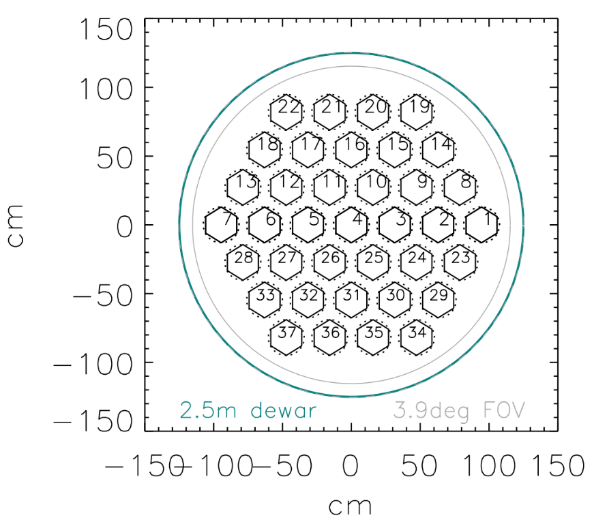 150
100
50
0
−50
−100
−150
cm
22 21 20 19
18 17 16 15 14
13 12 11 10 9 8
7 6 5 4 3 2 1
28 27 26 25 24 23
33 32 31 30 29
37 36 35 34
2.5m dewar 3.9deg FOV
−150 −100 −50 0 50 100 150
cm